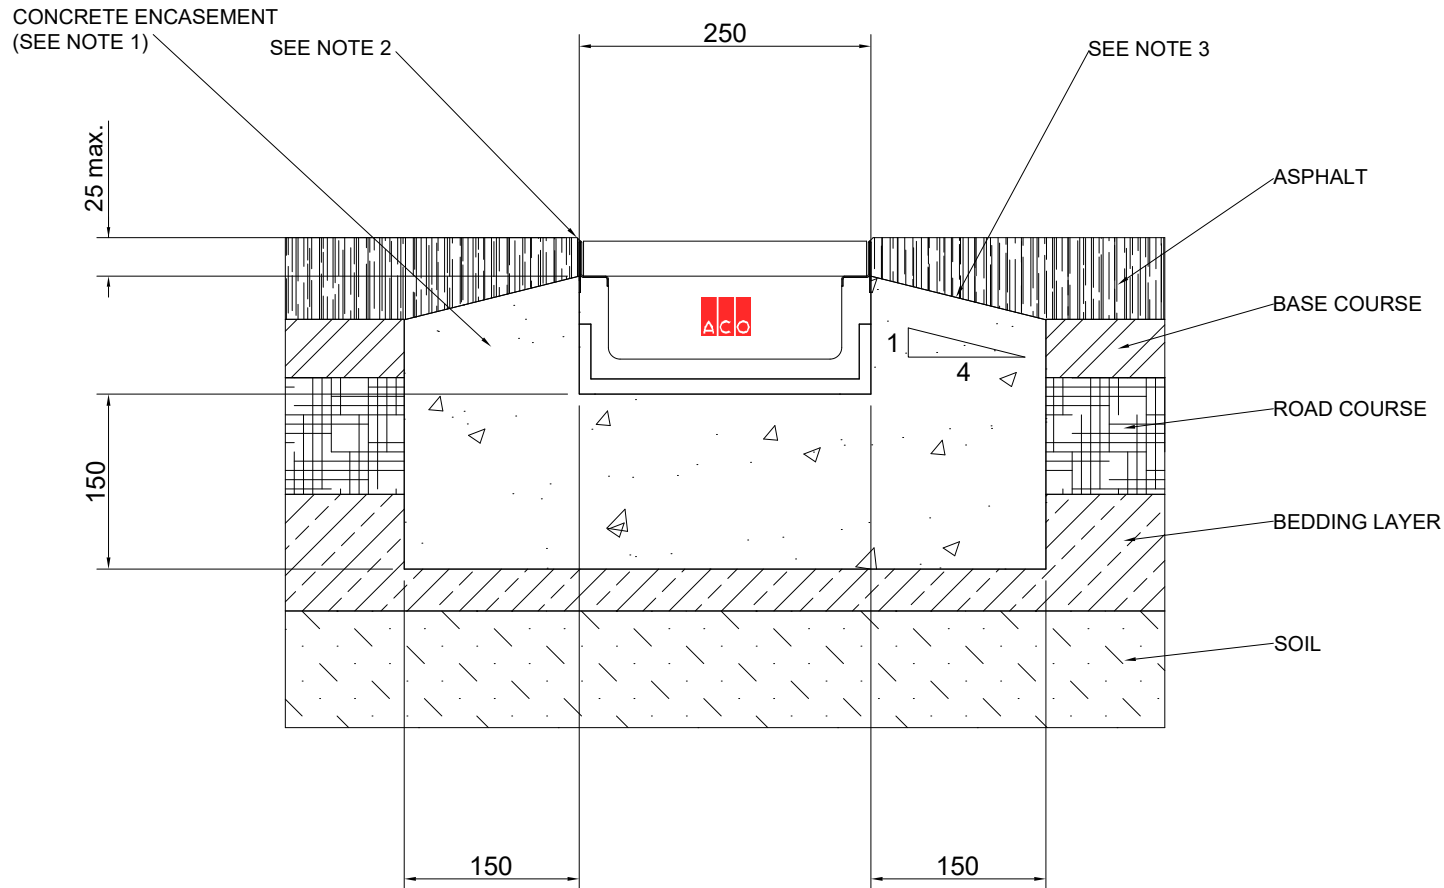 CONCRETE ENCASEMENT
(SEE NOTE 1)
SEE NOTE 2
250
SEE NOTE 3
25 max.
ASPHALT
BASE COURSE
ACO
1
4
ROAD COURSE
150
BEDDING LAYER
SOIL
150
150